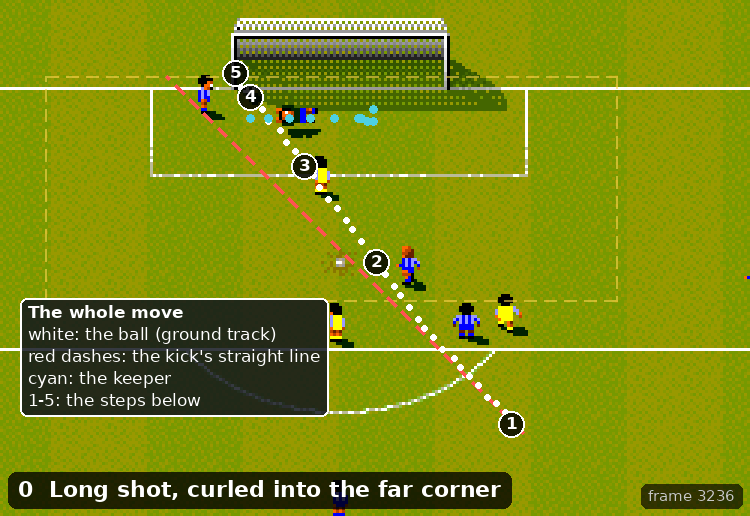 5
4
3
2
The whole move
white: the ball (ground track)
red dashes: the kick's straight line
cyan: the keeper
1-5: the steps below
1
0 Long shot, curled into the far corner
frame 3236